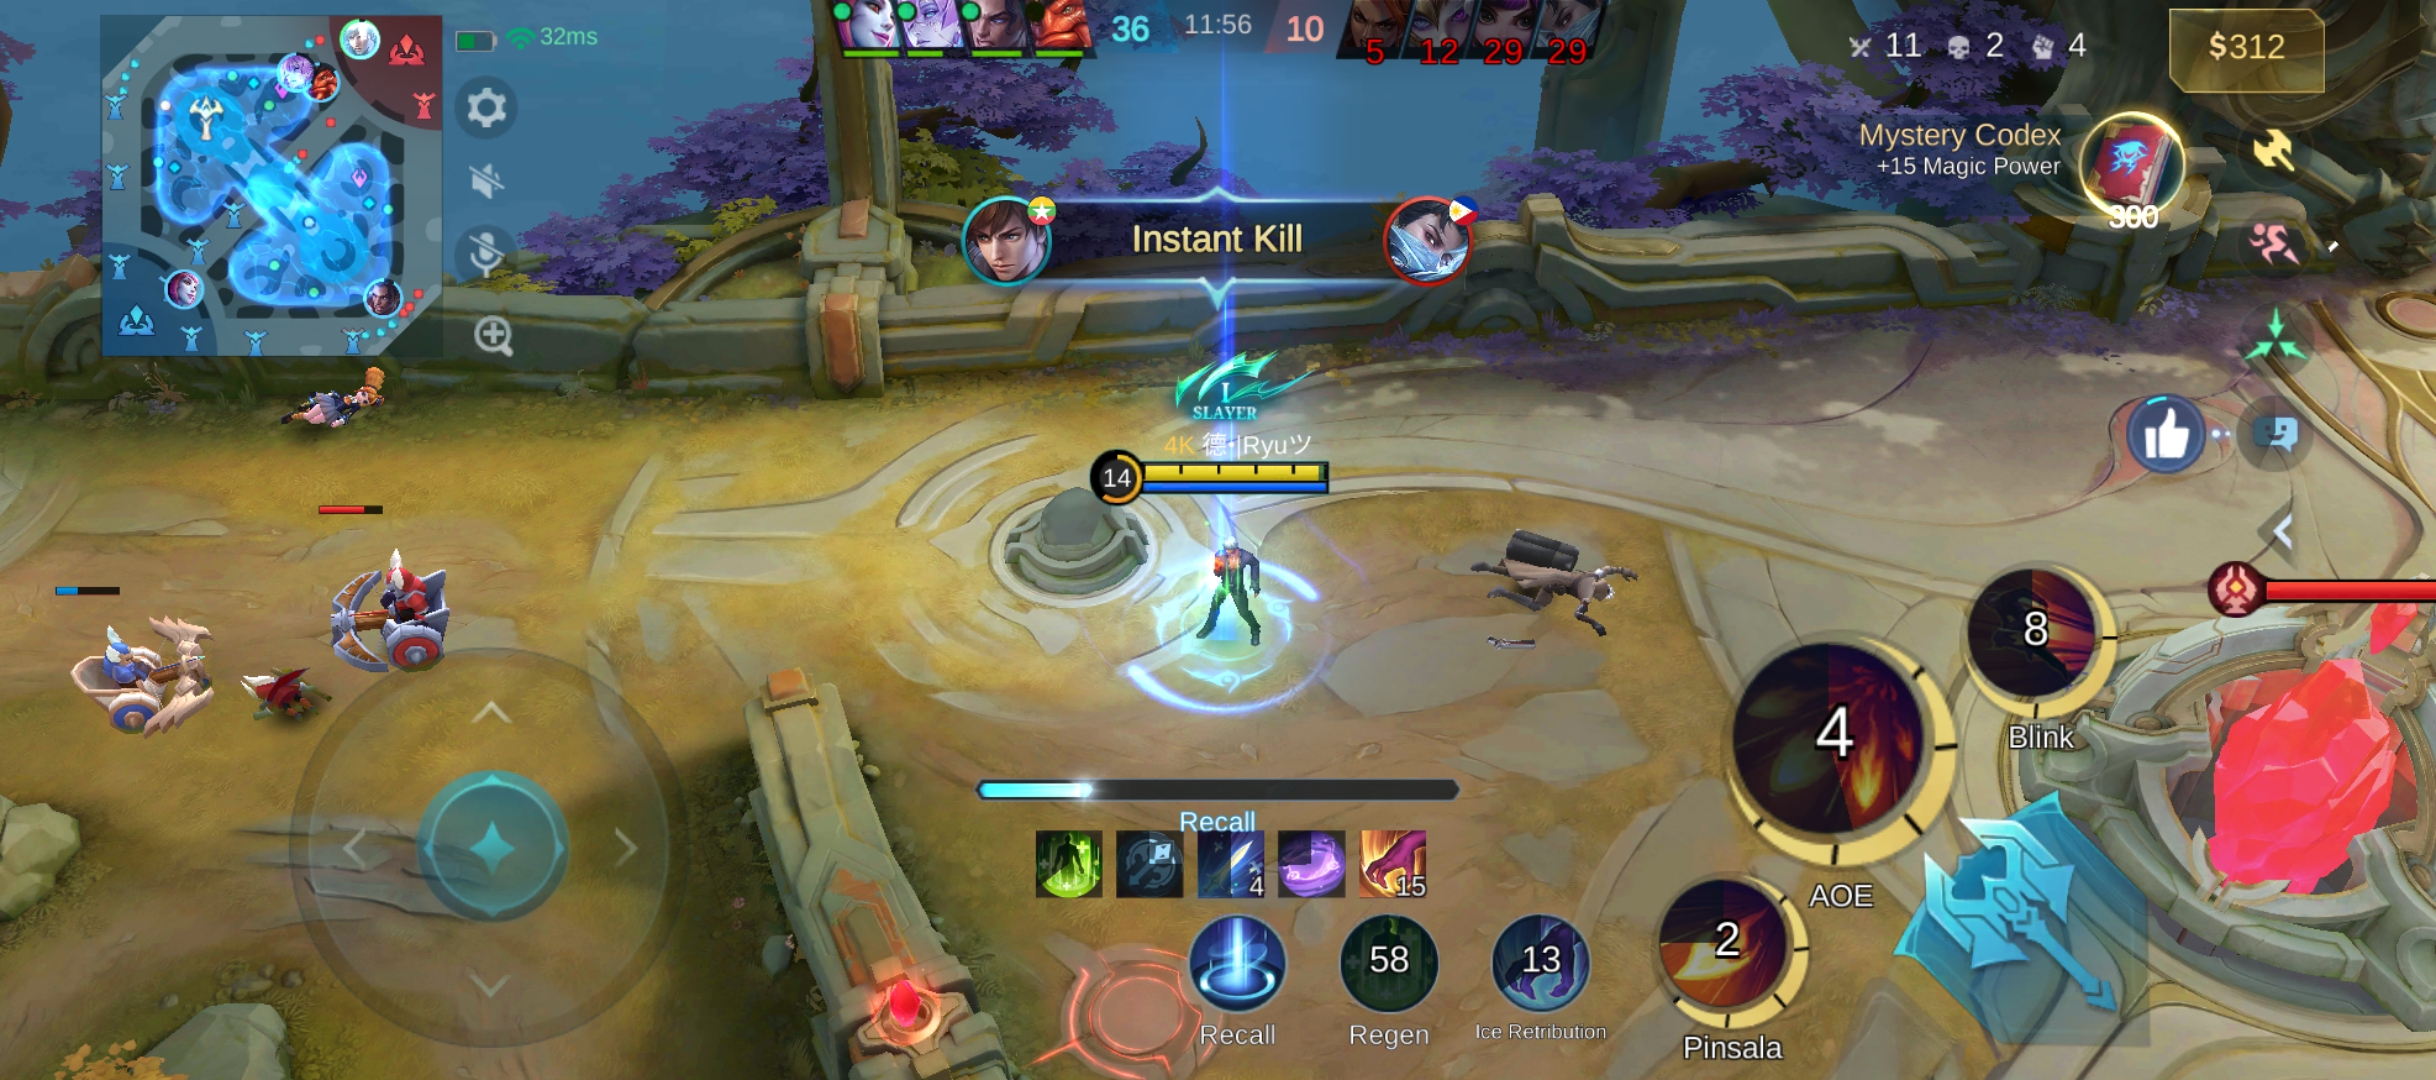 32ms
36 11:56 10
5 12 29 29
11 2 4
$312
Mystery Codex
+15 Magic Power
300
Instant Kill
I
SLAYER
4K 德·|Ryuツ
14
8
Blink
4
AOE
Recall
4
15
58
13
2
Recall
Regen
Ice Retribution
Pinsala